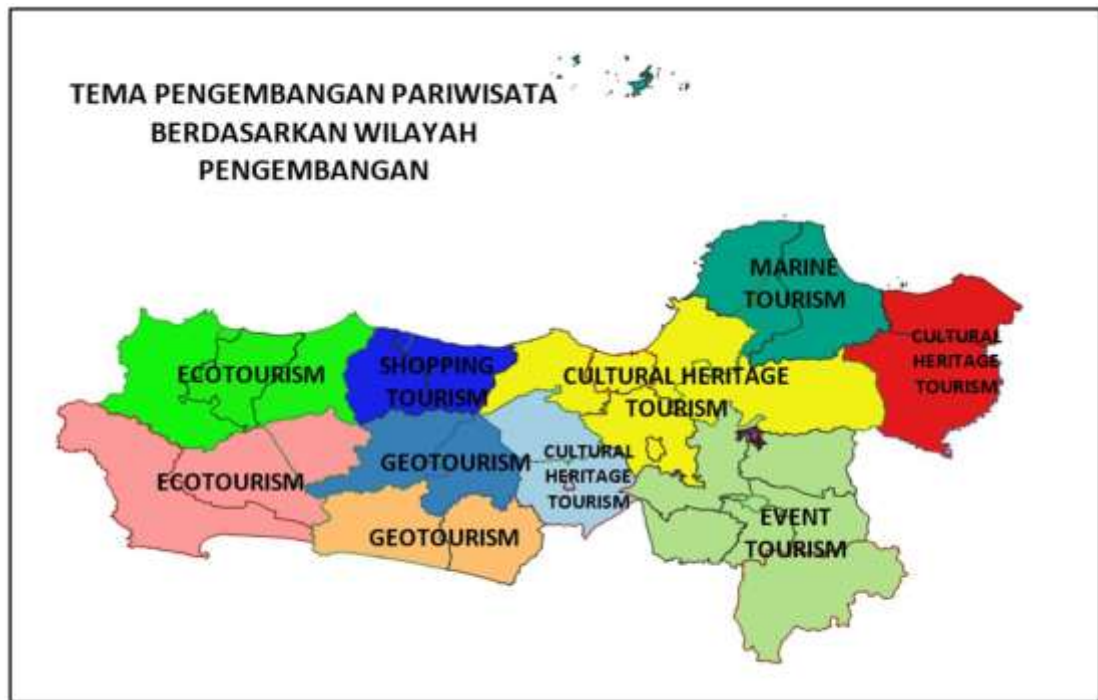 TEMA PENGEMBANGAN PARIWISATA
BERDASARKAN WILAYAH
PENGEMBANGAN
MARINE
TOURISM
CULTURAL
HERITAGE
TOURISM
ECOTOURISM
SHOPPING
TOURISM
CULTURAL HERITAGE
TOURISM
ECOTOURISM
GEOTOURISM
CULTURAL
HERITAGE
TOURISM
GEOTOURISM
EVENT
TOURISM